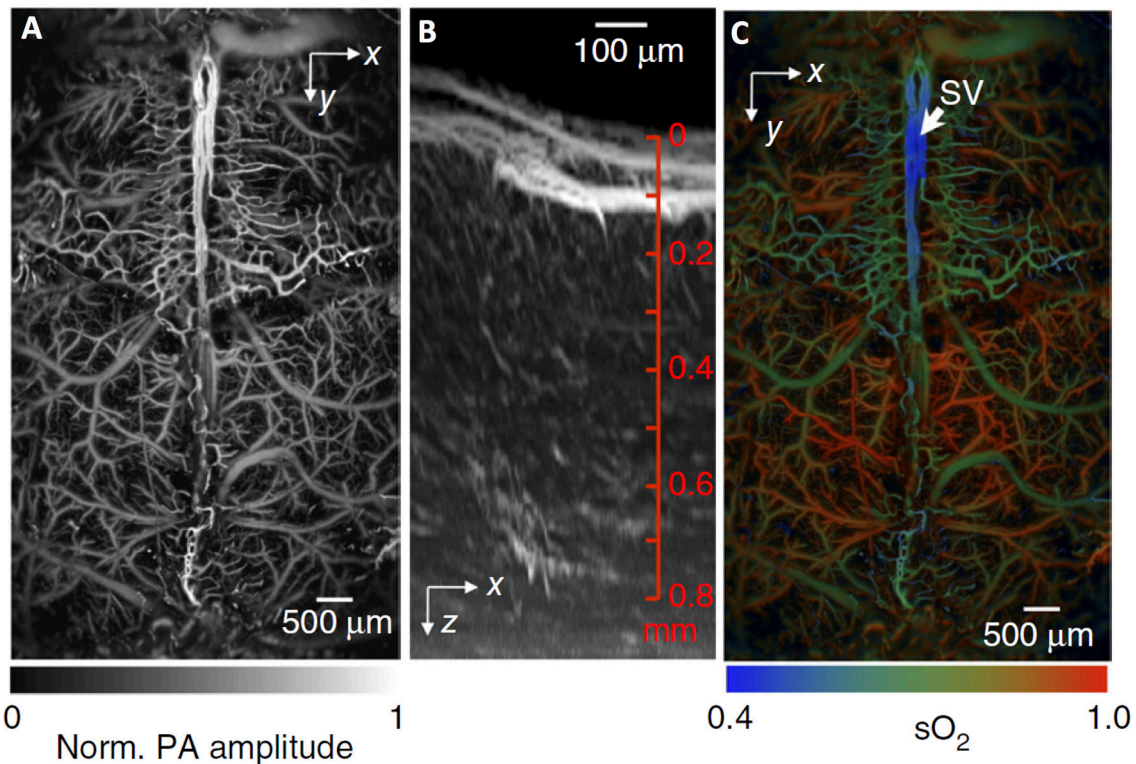 A
x
y
500 μm
0
1
Norm. PA amplitude
B
100 μm
0
0.2
0.4
0.6
0.8
mm
x
z
C
x
y
SV
500 μm
0.4
1.0
sO₂